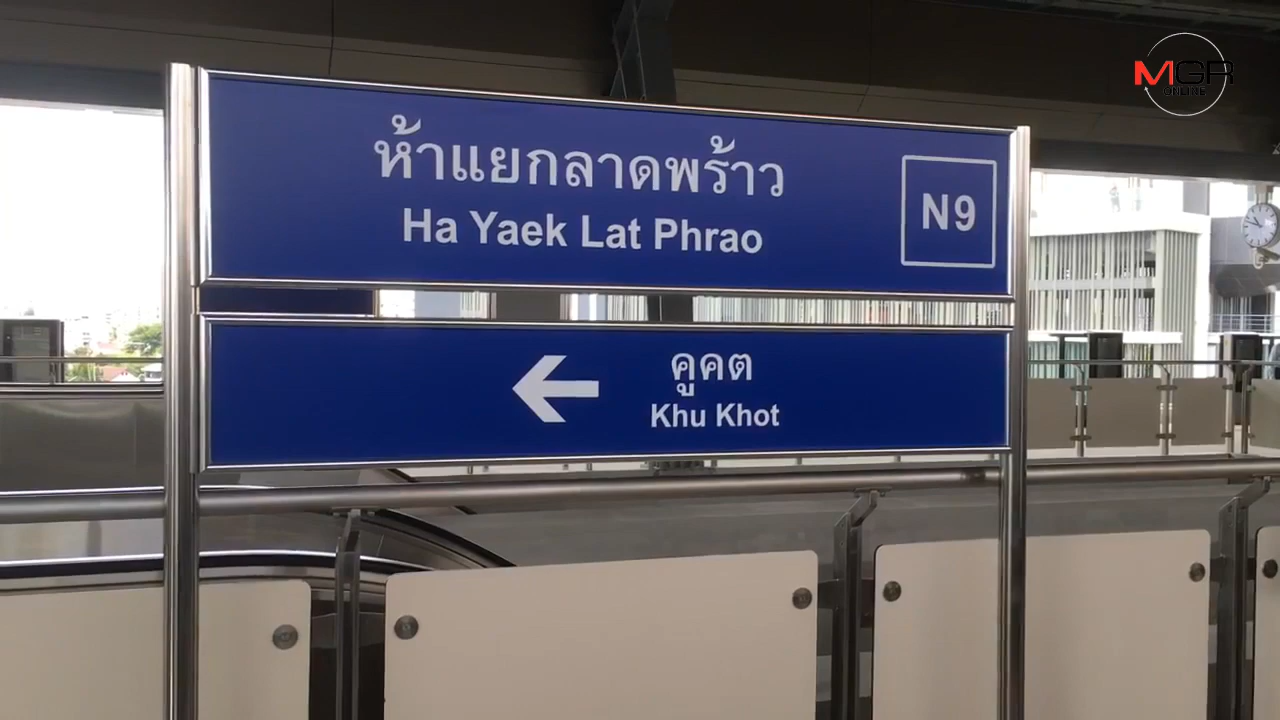 MGR
ONLINE
ห้าแยกลาดพร้าว
Ha Yaek Lat Phrao
N9
คูคต
Khu Khot